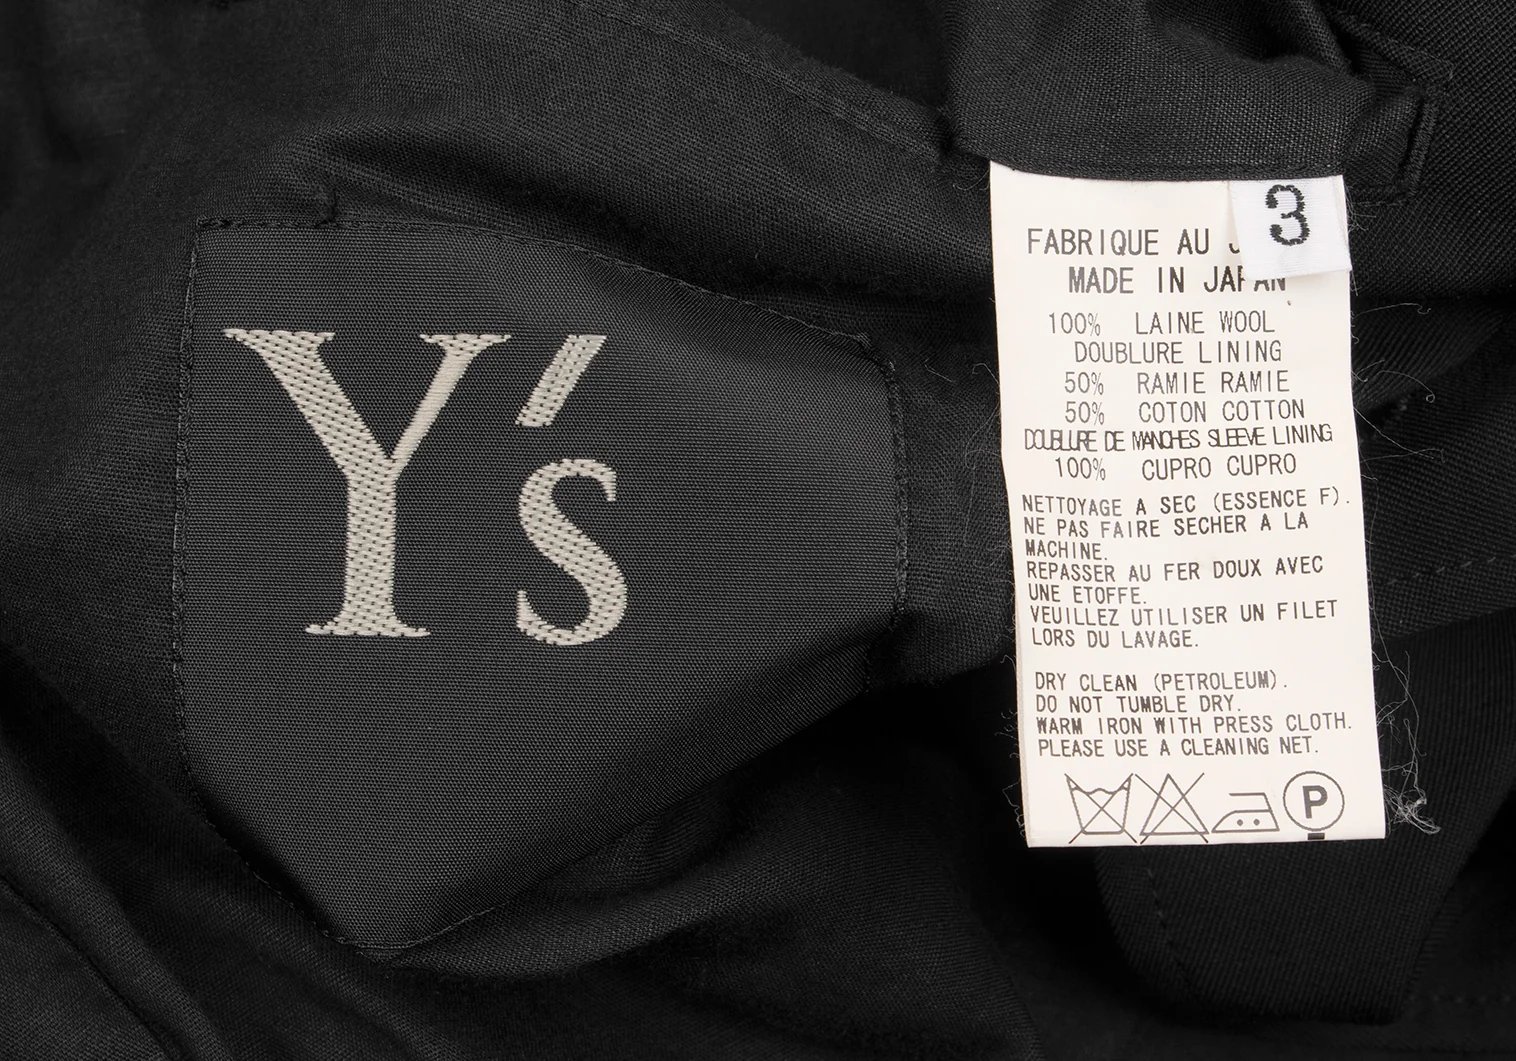 Y's
3
FABRIQUE AU
MADE IN JAPAN
100% LAINE WOOL
DOUBLURE LINING
50% RAMIE RAMIE
50% COTON COTTON
DOUBLURE DE MANCHES SLEEVE LINING
100% CUPRO CUPRO
NETTOYAGE A SEC (ESSENCE F).
NE PAS FAIRE SECHER A LA
MACHINE.
REPASSER AU FER DOUX AVEC
UNE ETOFFE.
VEUILLEZ UTILISER UN FILET
LORS DU LAVAGE.
DRY CLEAN (PETROLEUM).
DO NOT TUMBLE DRY.
WARM IRON WITH PRESS CLOTH.
PLEASE USE A CLEANING NET.
P